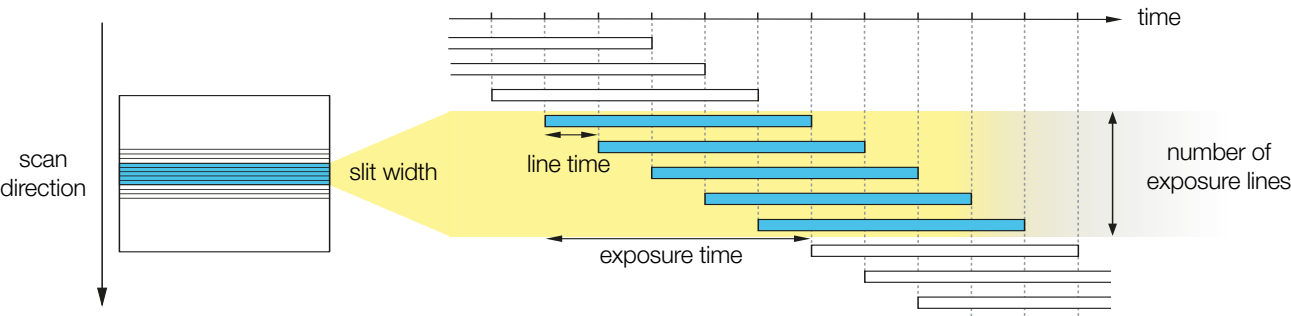 time
scan
direction
slit width
line time
number of
exposure lines
exposure time